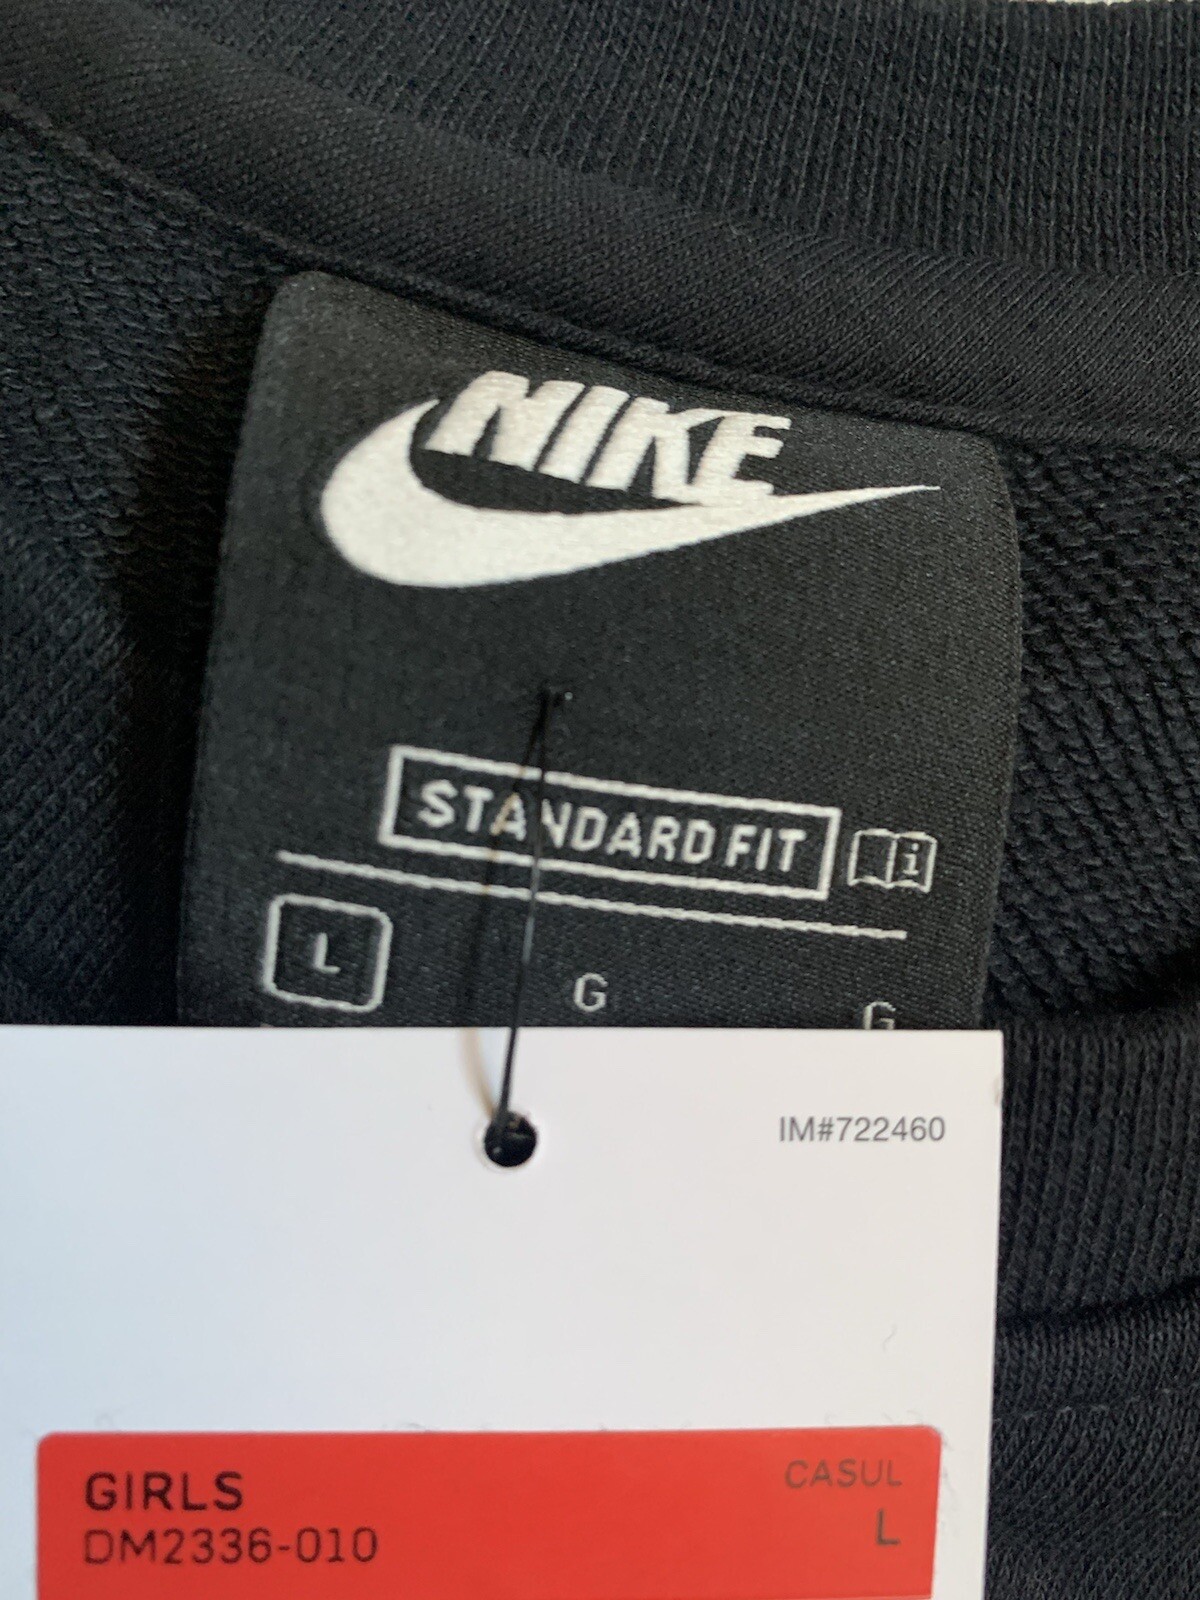 NIKE
STANDARD FIT i
L G G
IM#722460
GIRLS CASUL
DM2336-010 L